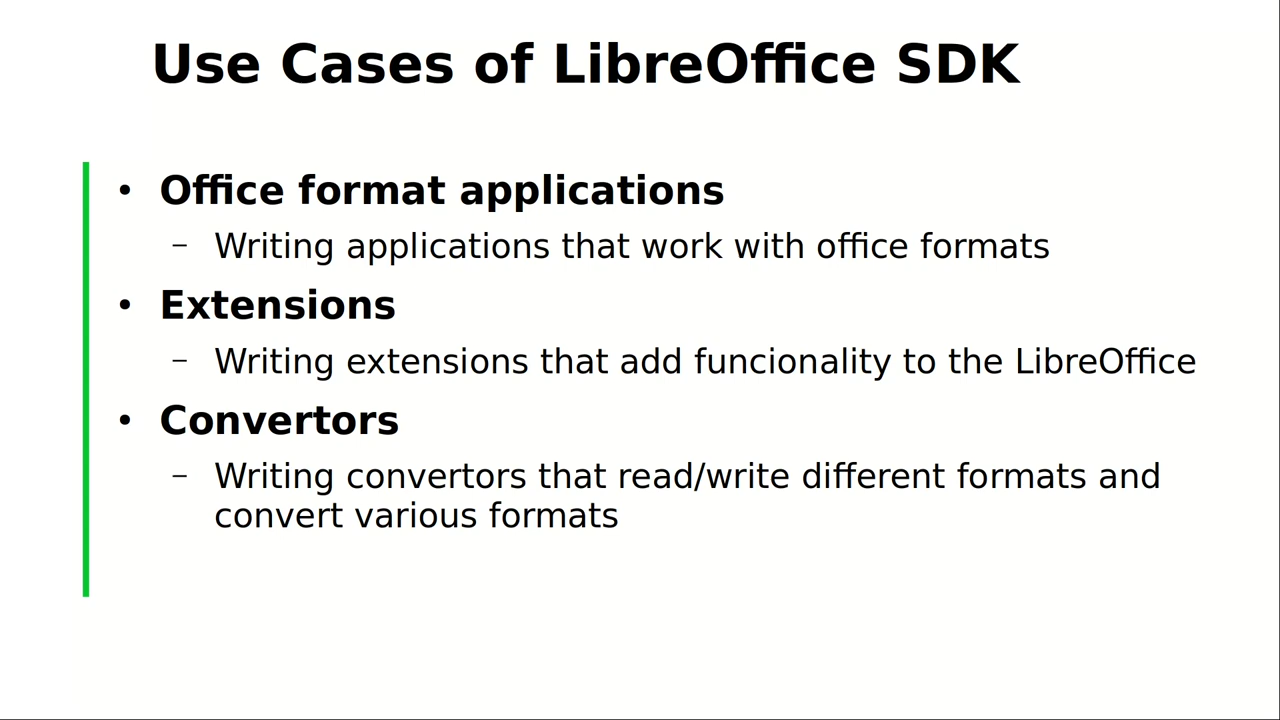 Use Cases of LibreOffice SDK
• Office format applications
– Writing applications that work with office formats
• Extensions
– Writing extensions that add funcionality to the LibreOffice
• Convertors
– Writing convertors that read/write different formats and
convert various formats